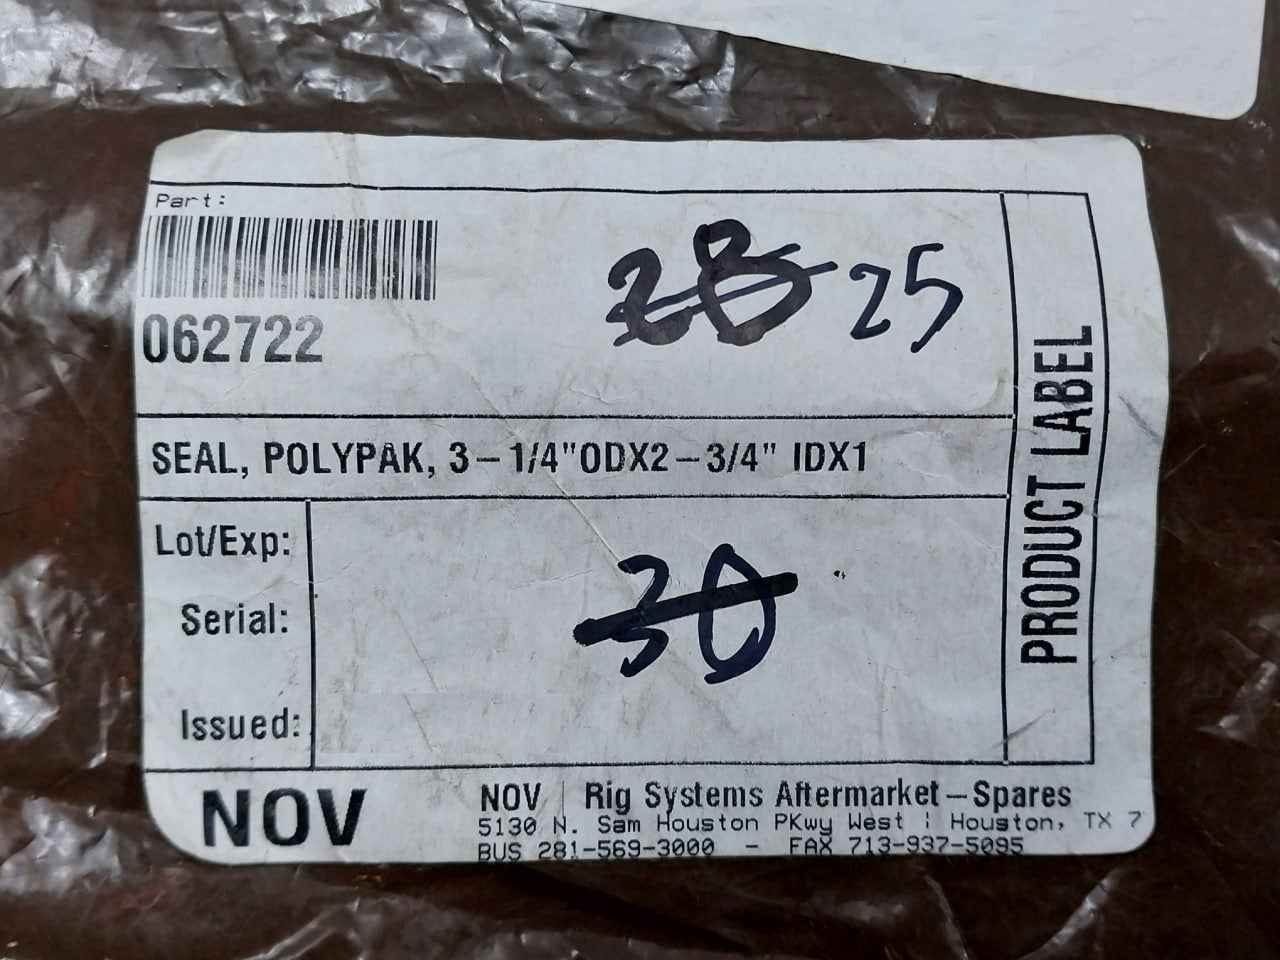 Part:
062722
28 25
SEAL, POLYPAK, 3-1/4"ODX2-3/4" IDX1
Lot/Exp:
30
Serial:
Issued:
PRODUCT LABEL
NOV
NOV | Rig Systems Aftermarket - Spares
5130 N. Sam Houston PKwy West | Houston, TX 7
BUS 281-569-3000 - FAX 713-937-5095